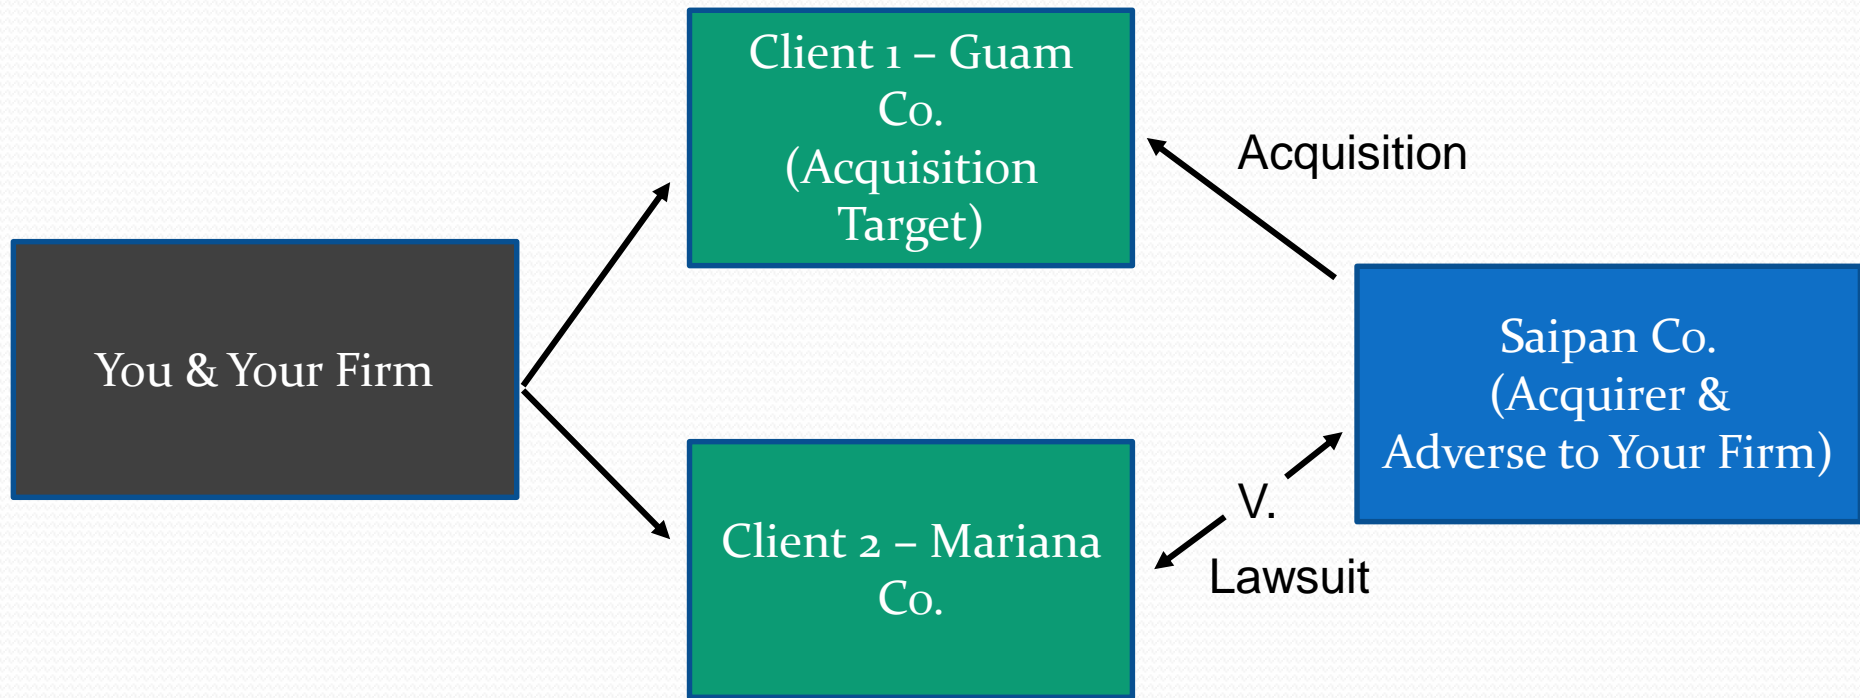 Client 1 – Guam
Co.
(Acquisition
Target)
Acquisition
You & Your Firm
Saipan Co.
(Acquirer &
Adverse to Your Firm)
Client 2 – Mariana
Co.
V.
Lawsuit